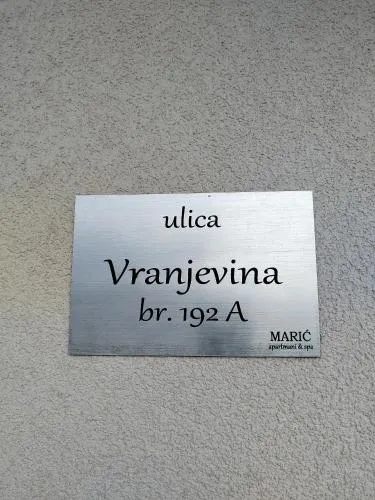 ulica
Vranjevina
br. 192 A
MARIĆ
apartmani & spa